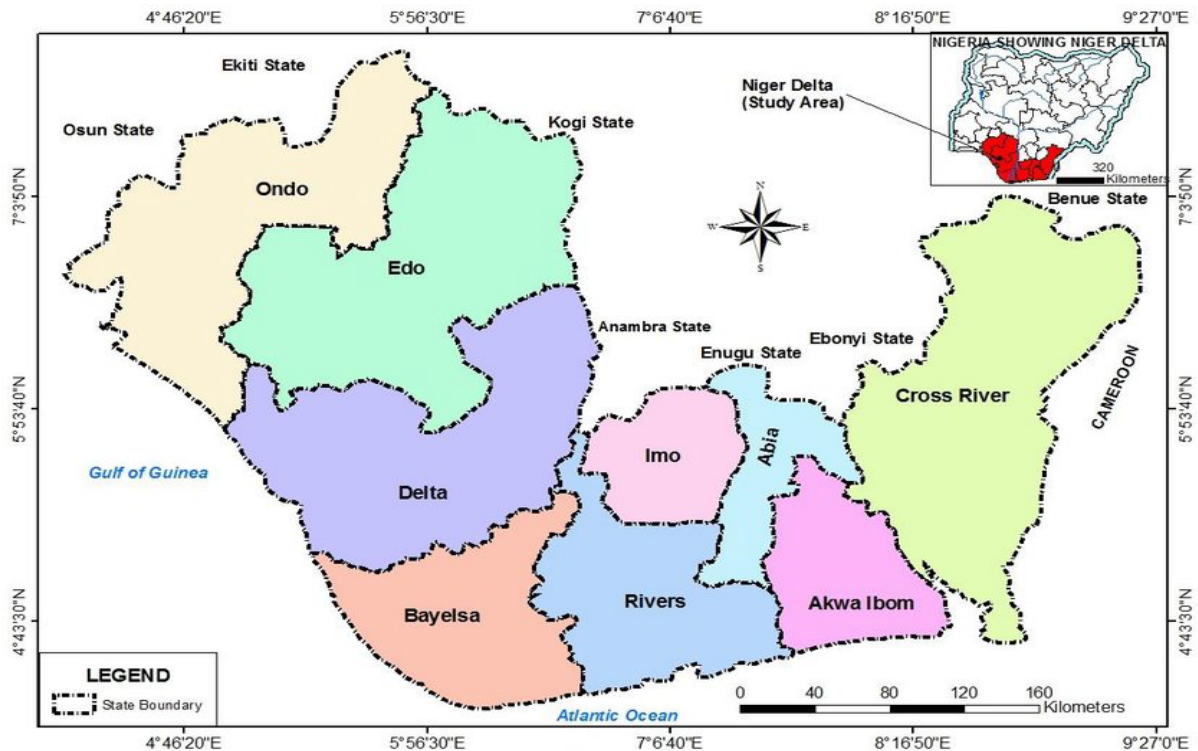 4°46'20"E
5°56'30"E
7°6'40"E
8°16'50"E
9°27'0"E
NIGERIA SHOWING NIGER DELTA
Ekiti State
Niger Delta
(Study Area)
Osun State
Kogi State
320
Kilometers
7°3'50"N
Ondo
Benue State
7°3'50"N
N
W
E
S
Edo
Anambra State
Ebonyi State
Enugu State
5°53'40"N
Cross River
CAMEROON
5°53'40"N
Imo
Abia
Gulf of Guinea
Delta
4°43'30"N
Bayelsa
Rivers
Akwa Ibom
4°43'30"N
LEGEND
State Boundary
0
40
80
120
160
Kilometers
Atlantic Ocean
4°46'20"E
5°56'30"E
7°6'40"E
8°16'50"E
9°27'0"E